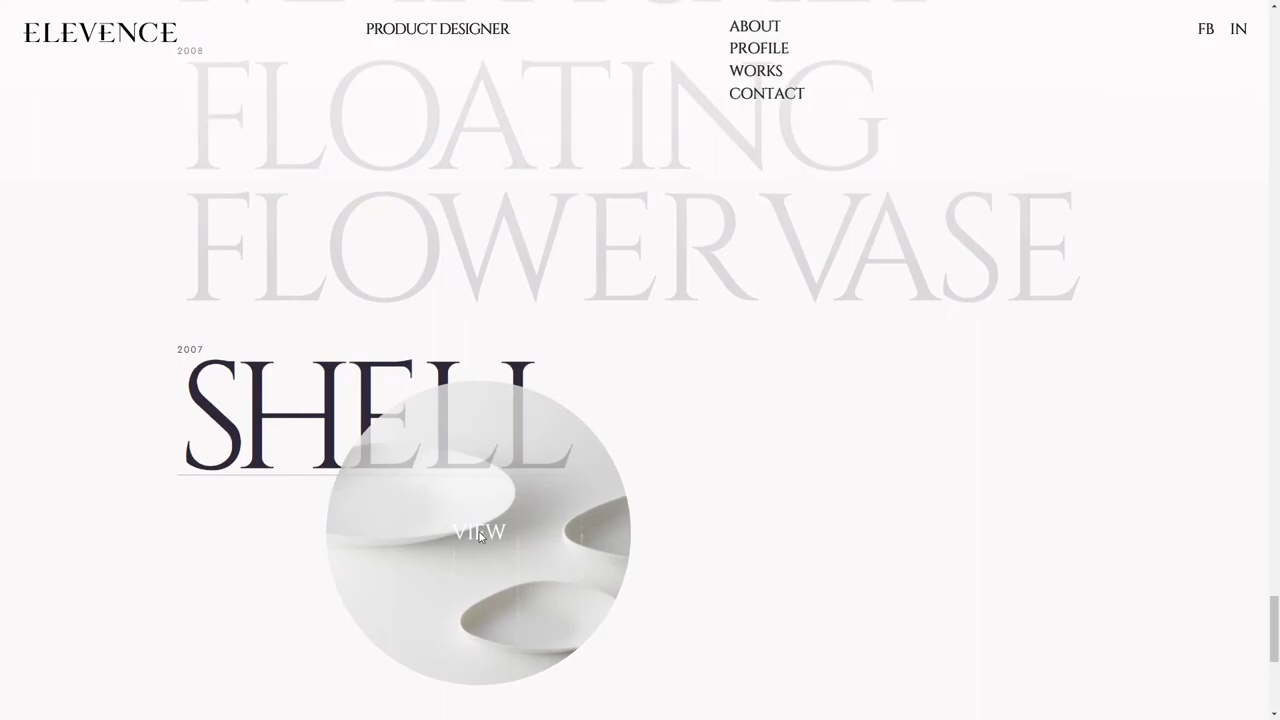 ELEVENCE
PRODUCT DESIGNER
ABOUT
PROFILE
WORKS
CONTACT
FB IN
2008
FLOATING
FLOWER VASE
2007
SHELL
VIEW